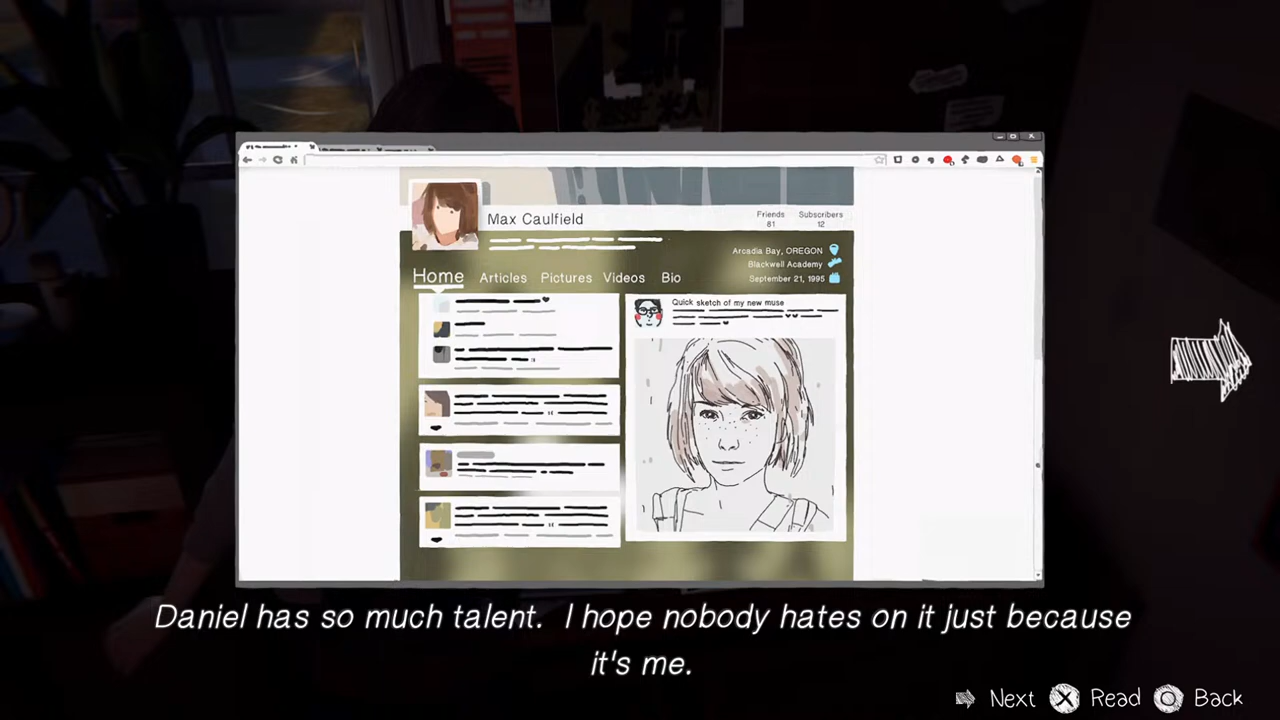 Max Caulfield
Friends
81
Subscribers
12
Arcadia Bay, OREGON
Blackwell Academy
September 21, 1995
Home Articles Pictures Videos Bio
Quick sketch of my new muse
Daniel has so much talent. I hope nobody hates on it just because
it's me.
Next Read Back